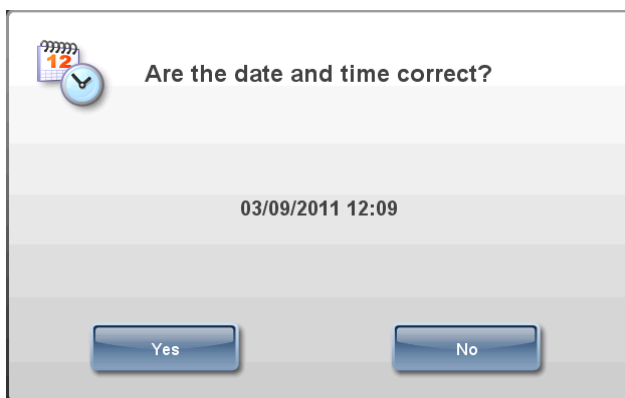 12
Are the date and time correct?
03/09/2011 12:09
Yes
No